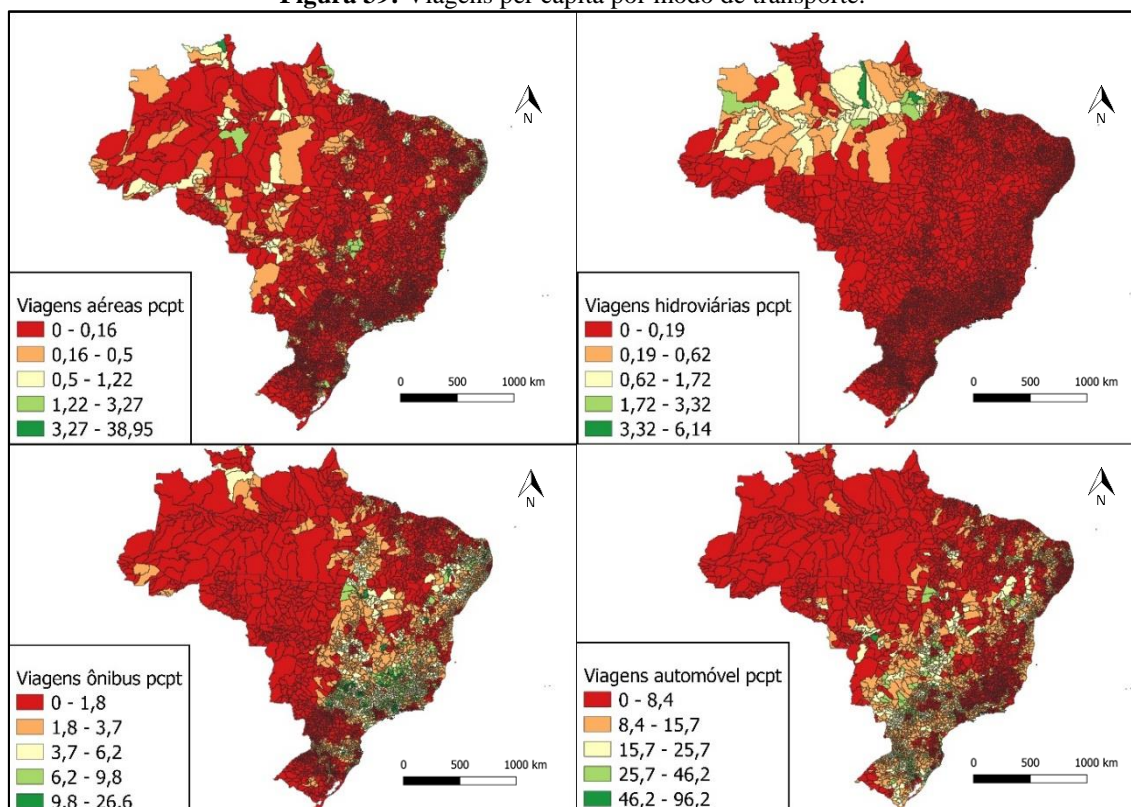 Figura 39: Viagens per capita por modo de transporte.
N
Viagens aéreas pcpt
0 - 0,16
0,16 - 0,5
0,5 - 1,22
1,22 - 3,27
3,27 - 38,95
0 500 1000 km
N
Viagens hidroviárias pcpt
0 - 0,19
0,19 - 0,62
0,62 - 1,72
1,72 - 3,32
3,32 - 6,14
0 500 1000 km
N
Viagens ônibus pcpt
0 - 1,8
1,8 - 3,7
3,7 - 6,2
6,2 - 9,8
9,8 - 26,6
0 500 1000 km
N
Viagens automóvel pcpt
0 - 8,4
8,4 - 15,7
15,7 - 25,7
25,7 - 46,2
46,2 - 96,2
0 500 1000 km